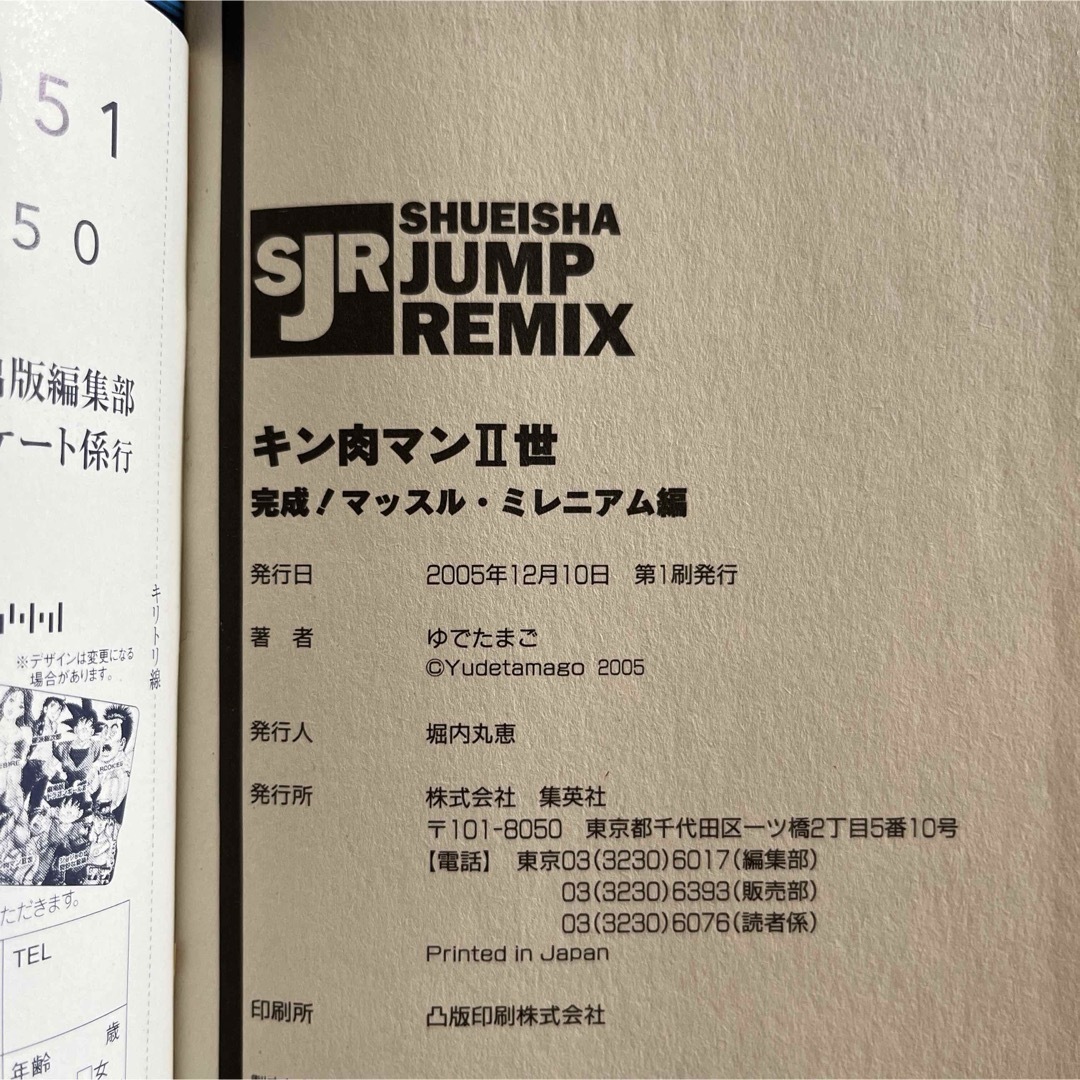 51
50
版編集部
ケート係行
キリトリ線
※デザインは変更になる
場合があります。
ただきます。
TEL
歳
年齢
□女
SJR
SHUEISHA
JUMP
REMIX
キン肉マンⅡ世
完成!マッスル・ミレニアム編
発行日 2005年12月10日 第1刷発行
著 者 ゆでたまご
©Yudetamago 2005
発行人 堀内丸恵
発行所 株式会社 集英社
〒101-8050 東京都千代田区一ツ橋2丁目5番10号
【電話】 東京03(3230)6017(編集部)
03(3230)6393(販売部)
03(3230)6076(読者係)
Printed in Japan
印刷所 凸版印刷株式会社